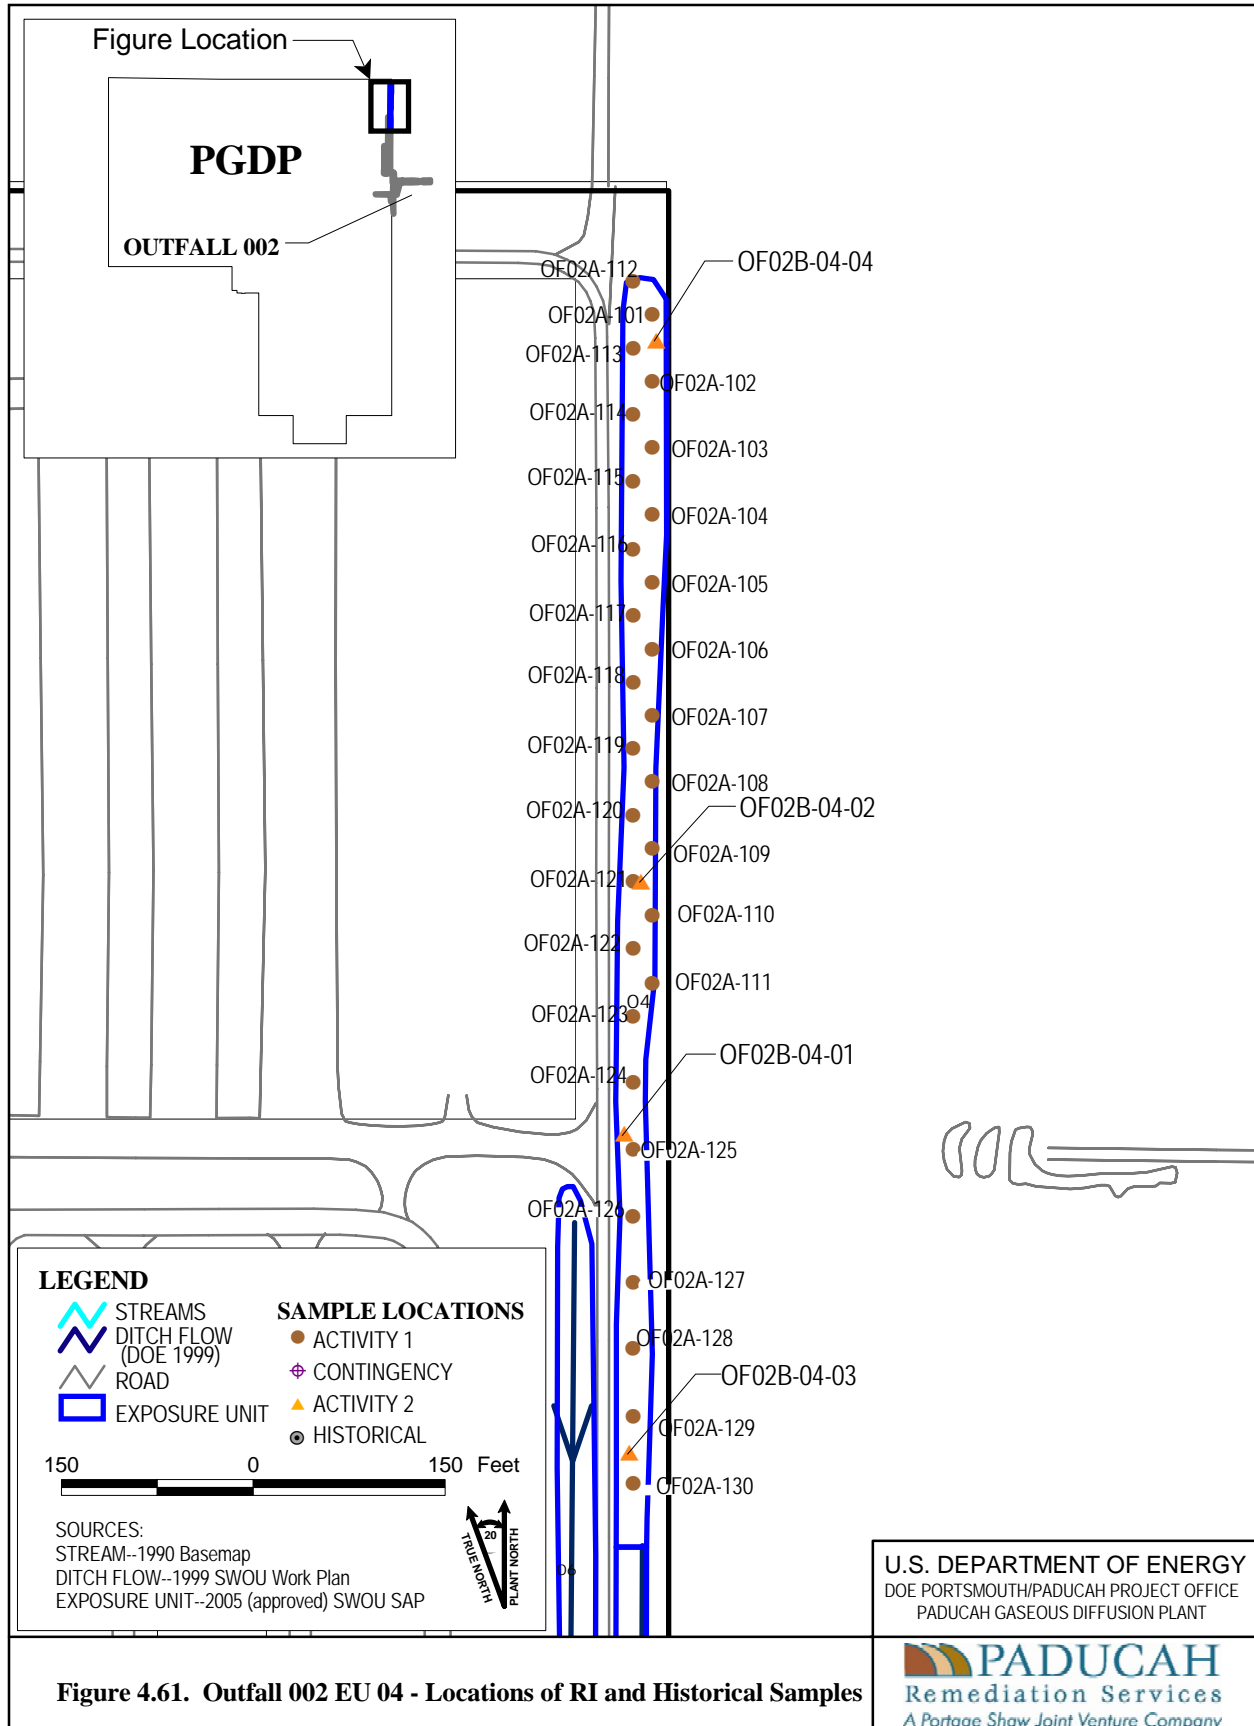 Figure Location
PGDP
OUTFALL 002
OF02A-112
OF02B-04-04
OF02A-101
OF02A-113
OF02A-102
OF02A-114
OF02A-103
OF02A-115
OF02A-104
OF02A-116
OF02A-105
OF02A-117
OF02A-106
OF02A-118
OF02A-107
OF02A-119
OF02A-108
OF02A-120
OF02B-04-02
OF02A-109
OF02A-121
OF02A-110
OF02A-122
OF02A-111
04
OF02A-123
OF02B-04-01
OF02A-124
OF02A-125
OF02A-126
OF02A-127
OF02A-128
OF02B-04-03
OF02A-129
OF02A-130
06
LEGEND
STREAMS
DITCH FLOW
(DOE 1999)
ROAD
EXPOSURE UNIT
SAMPLE LOCATIONS
ACTIVITY 1
CONTINGENCY
ACTIVITY 2
HISTORICAL
150 0 150 Feet
SOURCES:
STREAM--1990 Basemap
DITCH FLOW--1999 SWOU Work Plan
EXPOSURE UNIT--2005 (approved) SWOU SAP
20
TRUE NORTH
PLANT NORTH
U.S. DEPARTMENT OF ENERGY
DOE PORTSMOUTH/PADUCAH PROJECT OFFICE
PADUCAH GASEOUS DIFFUSION PLANT
Figure 4.61. Outfall 002 EU 04 - Locations of RI and Historical Samples
PADUCAH
Remediation Services
A Portage Shaw Joint Venture Company